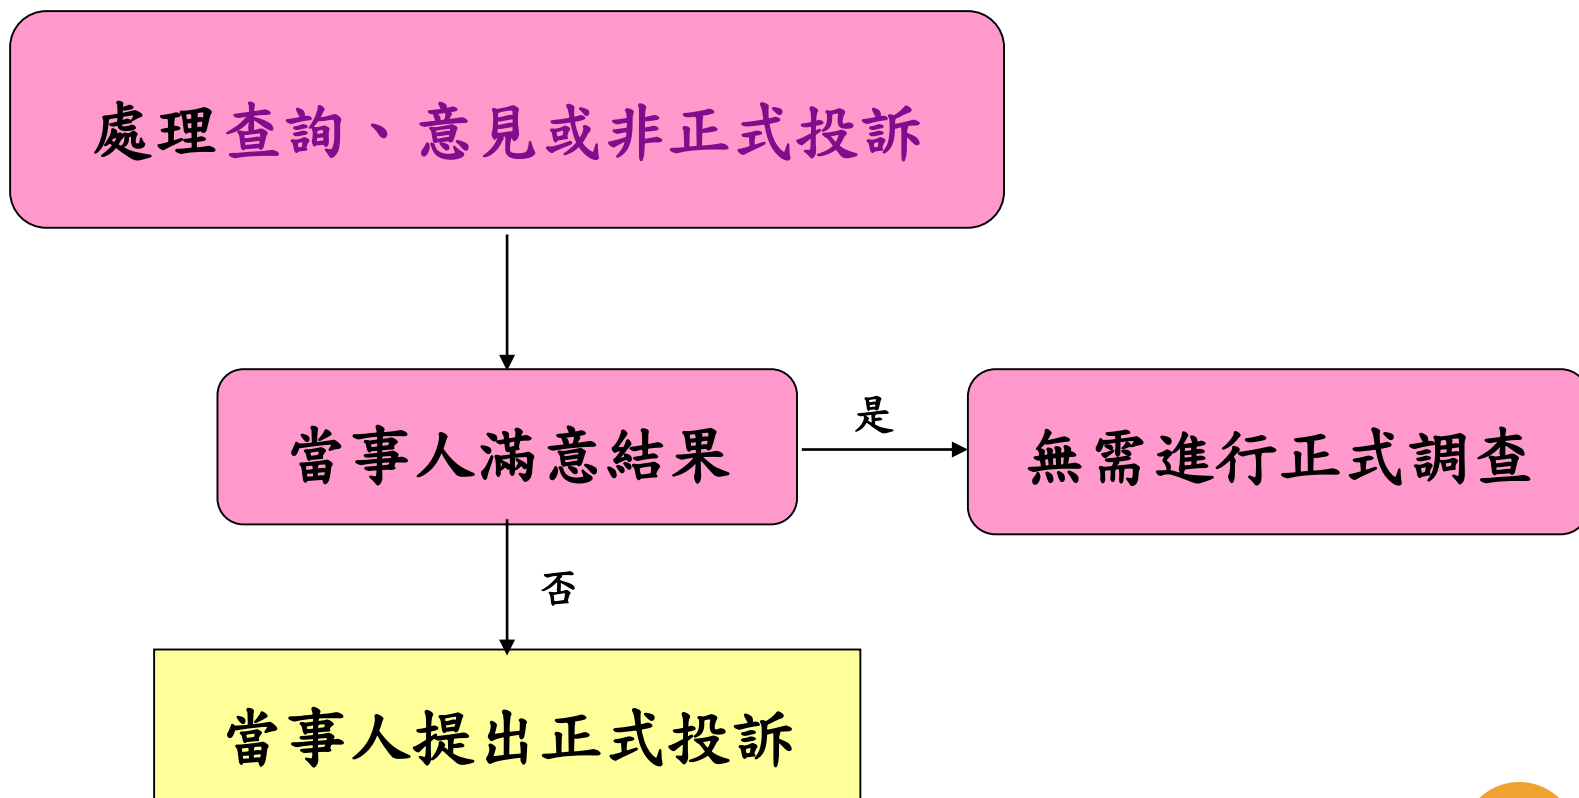 處理查詢、意見或非正式投訴
當事人滿意結果
是
無需進行正式調查
否
當事人提出正式投訴